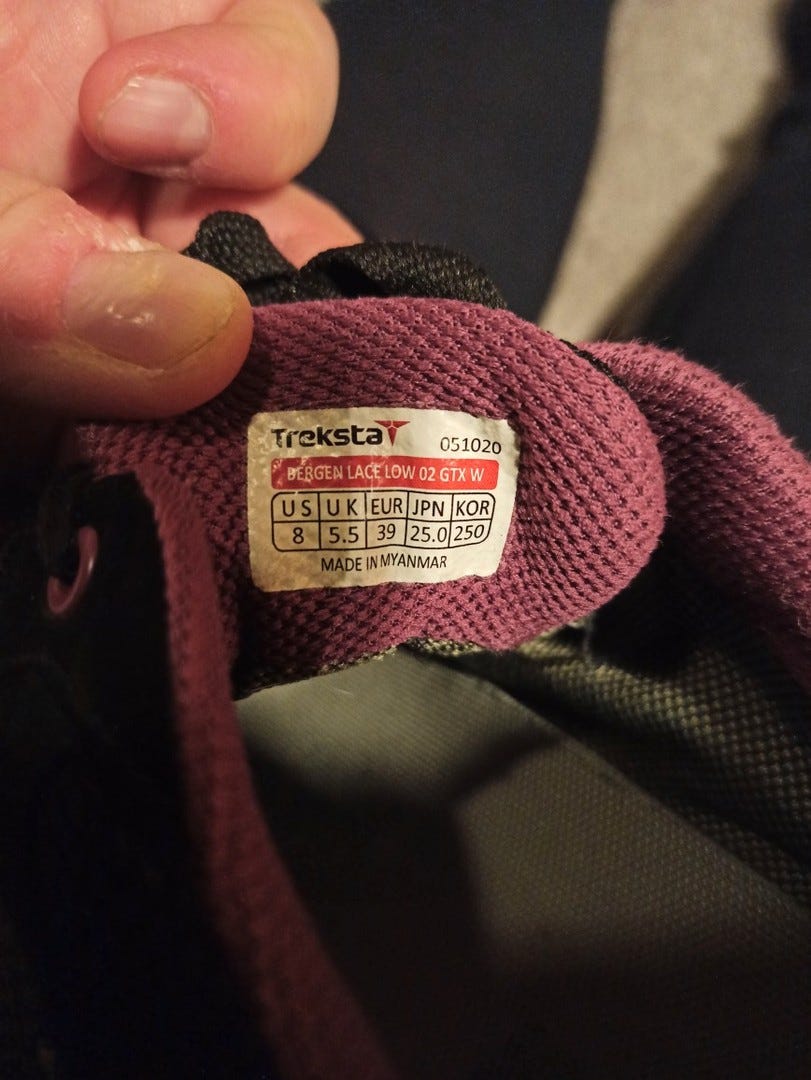 Treksta 051020
BERGEN LACE LOW 02 GTX W
US UK EUR JPN KOR
8 5.5 39 25.0 250
MADE IN MYANMAR